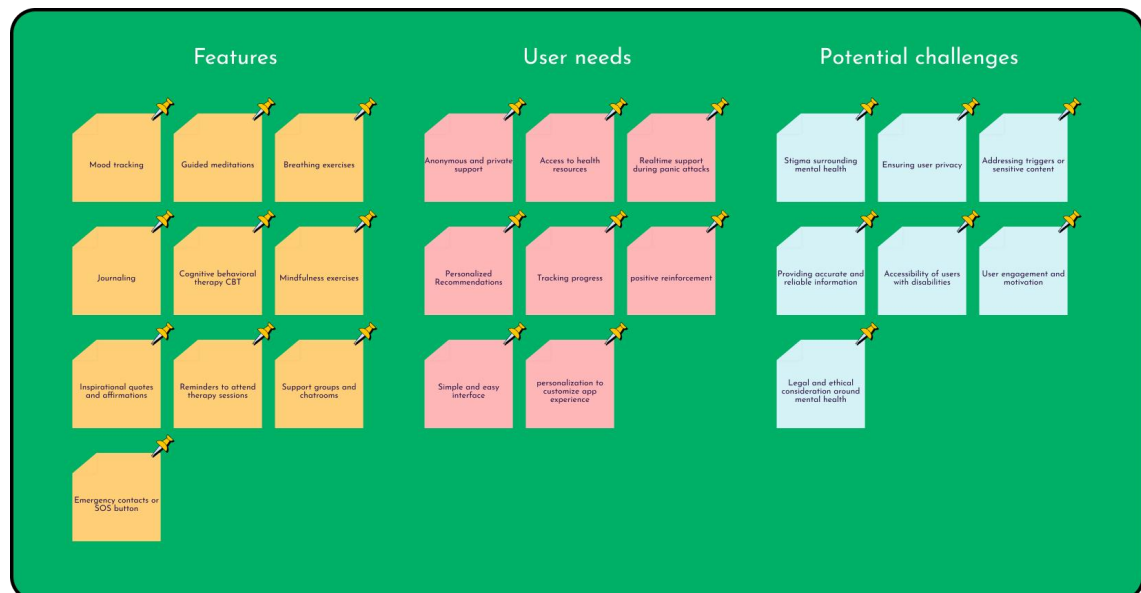 Features
User needs
Potential challenges
Mood tracking
Guided meditations
Breathing exercises
Journaling
Cognitive behavioral
therapy CBT
Mindfulness exercises
Inspirational quotes
and affirmations
Reminders to attend
therapy sessions
Support groups and
chatrooms
Emergency contacts or
SOS button
Anonymous and private
support
Access to health
resources
Realtime support
during panic attacks
Personalized
Recommendations
Tracking progress
positive reinforcement
Simple and easy
interface
personalization to
customize app
experience
Stigma surrounding
mental health
Ensuring user privacy
Addressing triggers or
sensitive content
Providing accurate and
reliable information
Accessibility of users
with disabilities
User engagement and
motivation
Legal and ethical
consideration around
mental health